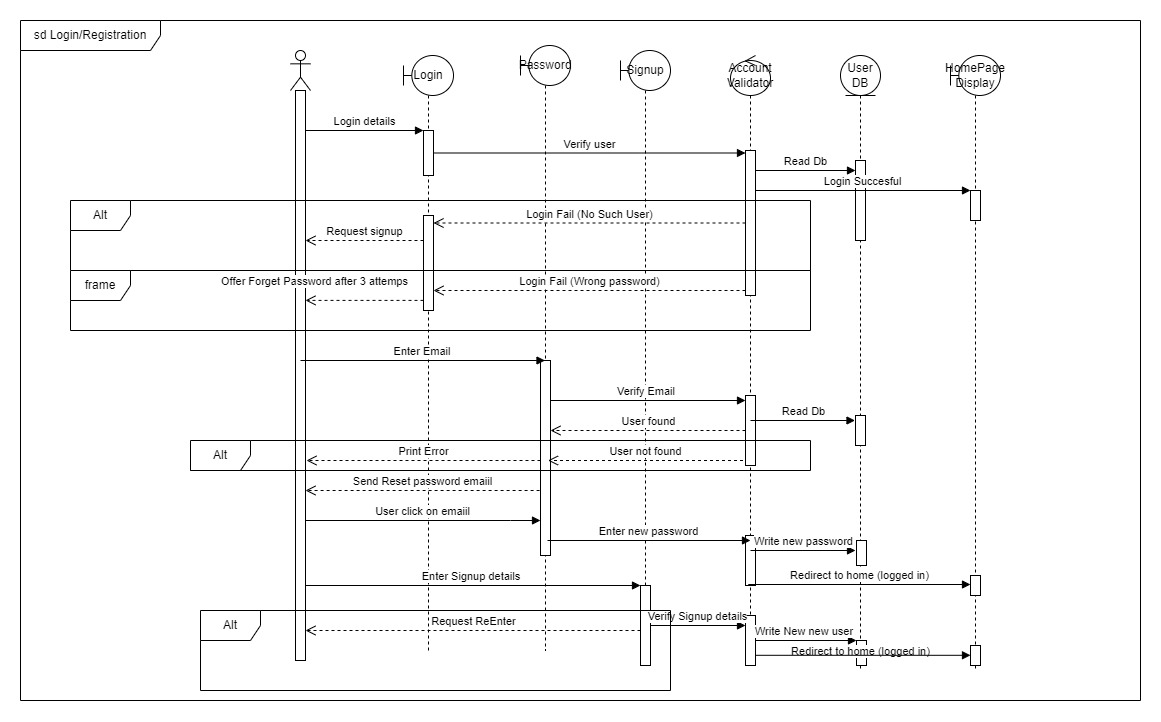 sd Login/Registration
Login
Password
Signup
Account
Validator
User
DB
HomePage
Display
Login details
Verify user
Read Db
Login Succesful
Alt
Login Fail (No Such User)
Request signup
frame
Offer Forget Password after 3 attemps
Login Fail (Wrong password)
Enter Email
Verify Email
Read Db
User found
Alt
Print Error
User not found
Send Reset password emaiil
User click on emaiil
Enter new password
Write new password
Enter Signup details
Redirect to home (logged in)
Alt
Request ReEnter
Verify Signup details
Write New new user
Redirect to home (logged in)